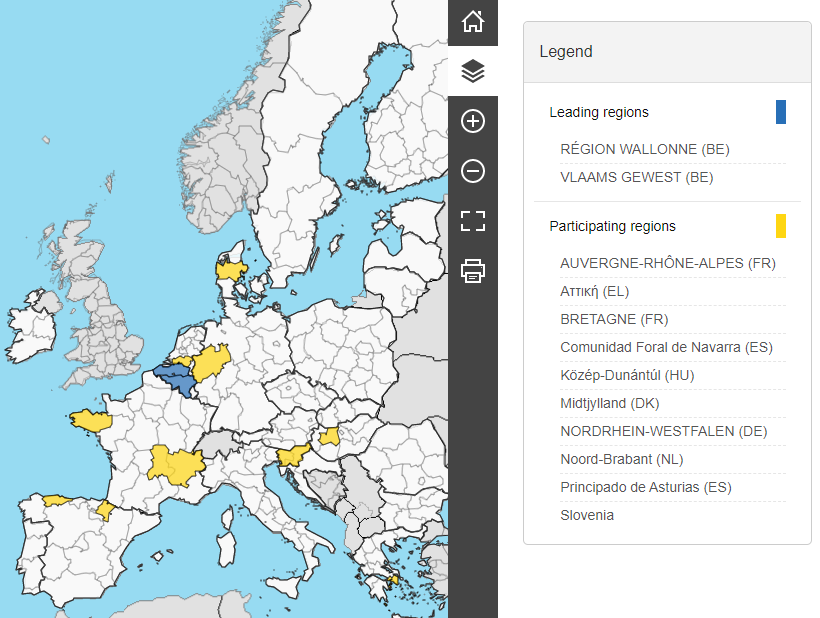 Legend
Leading regions
RÉGION WALLONNE (BE)
VLAAMS GEWEST (BE)
Participating regions
AUVERGNE-RHÔNE-ALPES (FR)
Αττική (EL)
BRETAGNE (FR)
Comunidad Foral de Navarra (ES)
Közép-Dunántúl (HU)
Midtjylland (DK)
NORDRHEIN-WESTFALEN (DE)
Noord-Brabant (NL)
Principado de Asturias (ES)
Slovenia